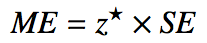 ME = z★ × SE